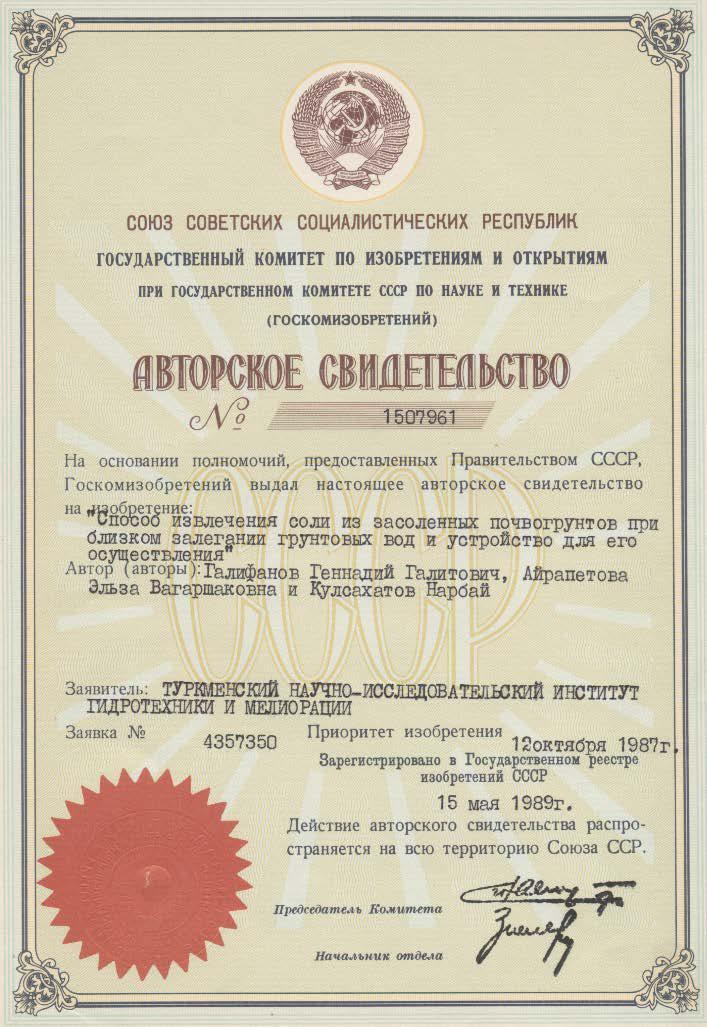 СОЮЗ СОВЕТСКИХ СОЦИАЛИСТИЧЕСКИХ РЕСПУБЛИК
ГОСУДАРСТВЕННЫЙ КОМИТЕТ ПО ИЗОБРЕТЕНИЯМ И ОТКРЫТИЯМ
ПРИ ГОСУДАРСТВЕННОМ КОМИТЕТЕ СССР ПО НАУКЕ И ТЕХНИКЕ
(ГОСКОМИЗОБРЕТЕНИЙ)
АВТОРСКОЕ СВИДЕТЕЛЬСТВО
№ 1507961
СССР
На основании полномочий, предоставленных Правительством СССР,
Госкомизобретений выдал настоящее авторское свидетельство
на изобретение:
"Способ извлечения соли из засоленных почвогрунтов при
близком залегании грунтовых вод и устройство для его
осуществления"
Автор (авторы): Галифанов Геннадий Галитович, Айрапетова
Эльза Вагаршаковна и Кулсахатов Нарбай
Заявитель: ТУРКМЕНСКИЙ НАУЧНО-ИССЛЕДОВАТЕЛЬСКИЙ ИНСТИТУТ
ГИДРОТЕХНИКИ И МЕЛИОРАЦИИ
Заявка № 4357350 Приоритет изобретения 12октября 1987г.
Зарегистрировано в Государственном реестре
изобретений СССР
15 мая 1989г.
Действие авторского свидетельства распро-
страняется на всю территорию Союза ССР.
Председатель Комитета
Начальник отдела